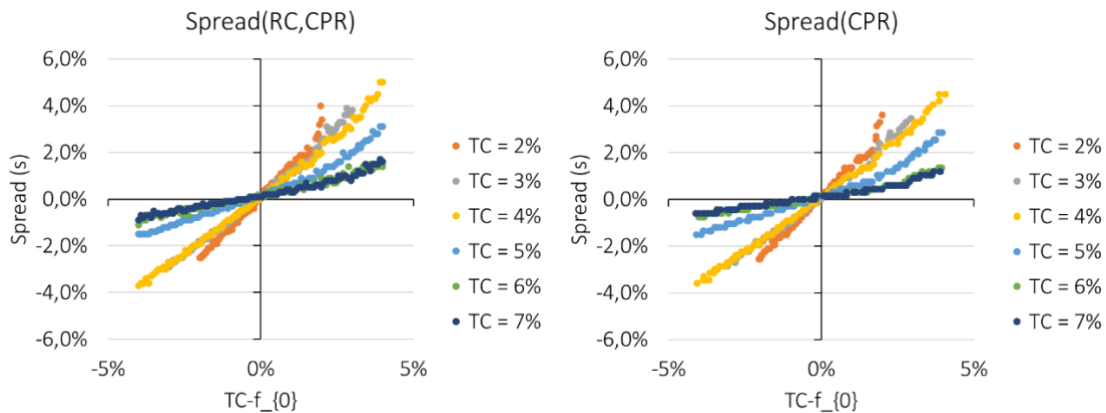 Spread(RC,CPR)
6,0%
4,0%
2,0%
0,0%
-2,0%
-4,0%
-6,0%
Spread (s)
-5%
0%
5%
TC-f_{0}
TC = 2%
TC = 3%
TC = 4%
TC = 5%
TC = 6%
TC = 7%
Spread(CPR)
6,0%
4,0%
2,0%
0,0%
-2,0%
-4,0%
-6,0%
Spread (s)
-5%
0%
5%
TC-f_{0}
TC = 2%
TC = 3%
TC = 4%
TC = 5%
TC = 6%
TC = 7%